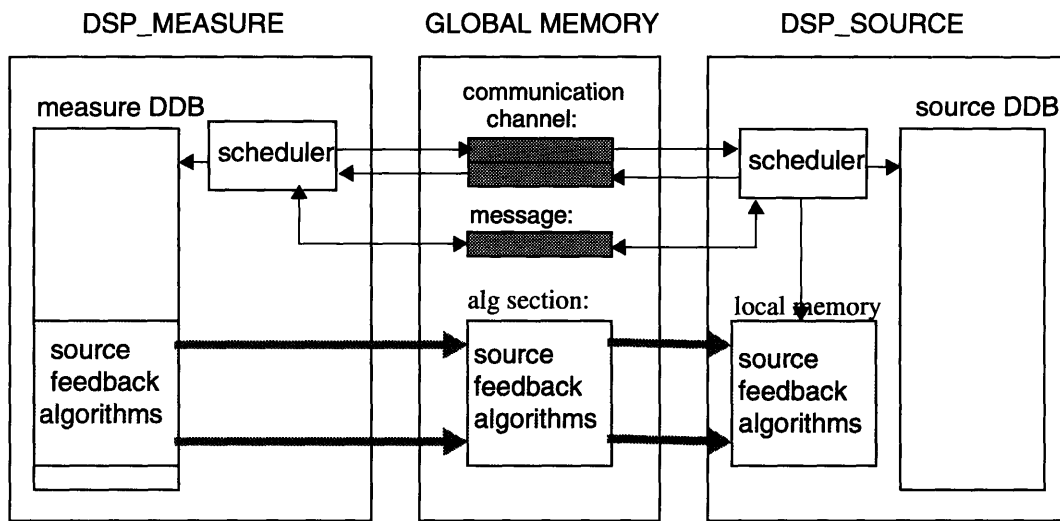 DSP_MEASURE
GLOBAL MEMORY
DSP_SOURCE
measure DDB
scheduler
source
feedback
algorithms
communication
channel:
message:
alg section:
source
feedback
algorithms
source DDB
scheduler
local memory
source
feedback
algorithms